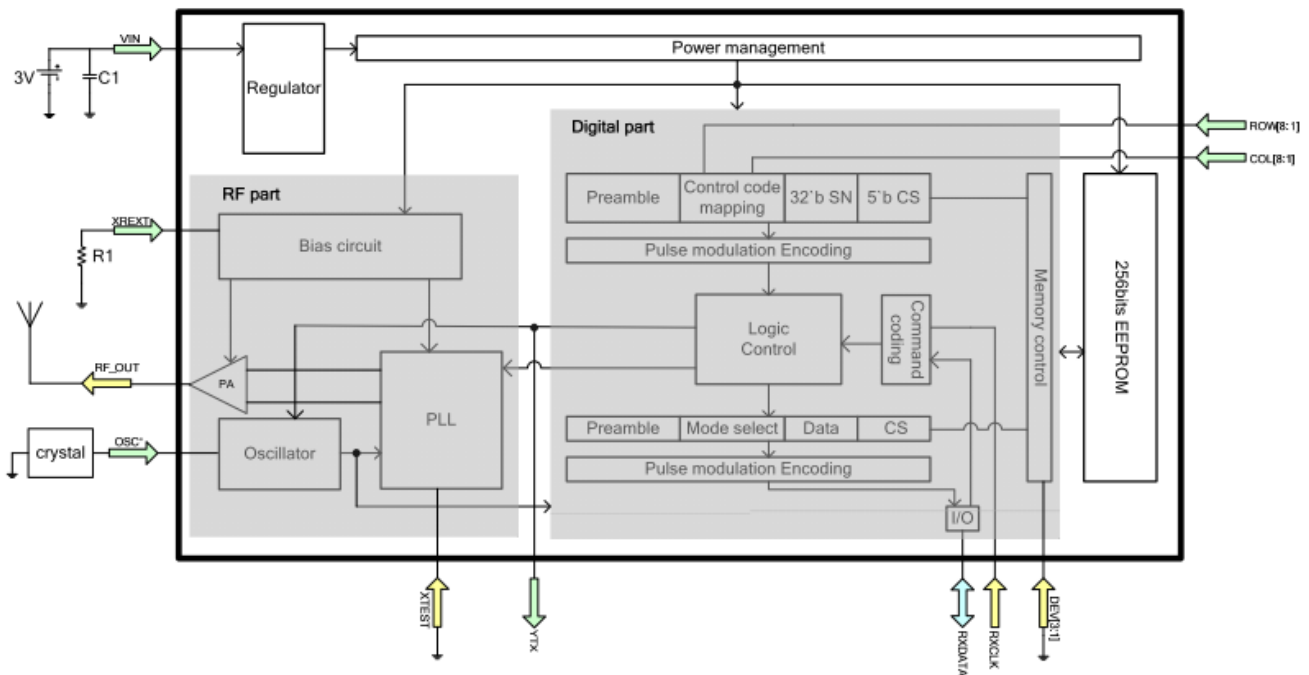 VIN
Power management
3V
C1
Regulator
Digital part
ROW[8:1]
COL[8:1]
RF part
Preamble
Control code
mapping
32`b SN
5`b CS
XREXT
Bias circuit
R1
Pulse modulation Encoding
Memory control
256bits EEPROM
Logic
Control
Command
coding
RF_OUT
PA
PLL
Preamble
Mode select
Data
CS
crystal
OSC*
Oscillator
Pulse modulation Encoding
I/O
XTEST
YTX
RXDATA
RXCLK
DEV[3:1]